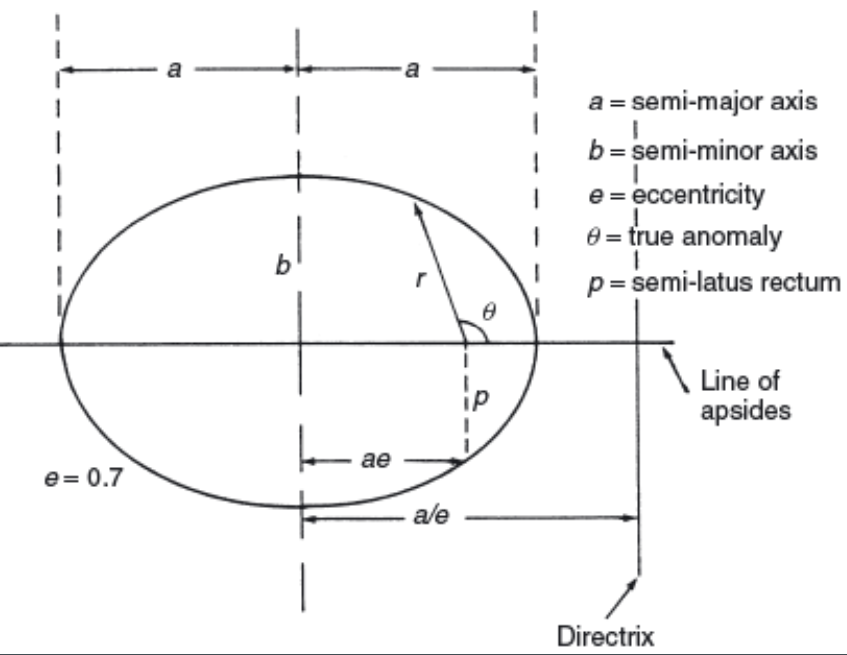 a
a
a = semi-major axis
b = semi-minor axis
e = eccentricity
θ = true anomaly
p = semi-latus rectum
b
r
θ
Line of
apsides
p
ae
e = 0.7
a/e
Directrix